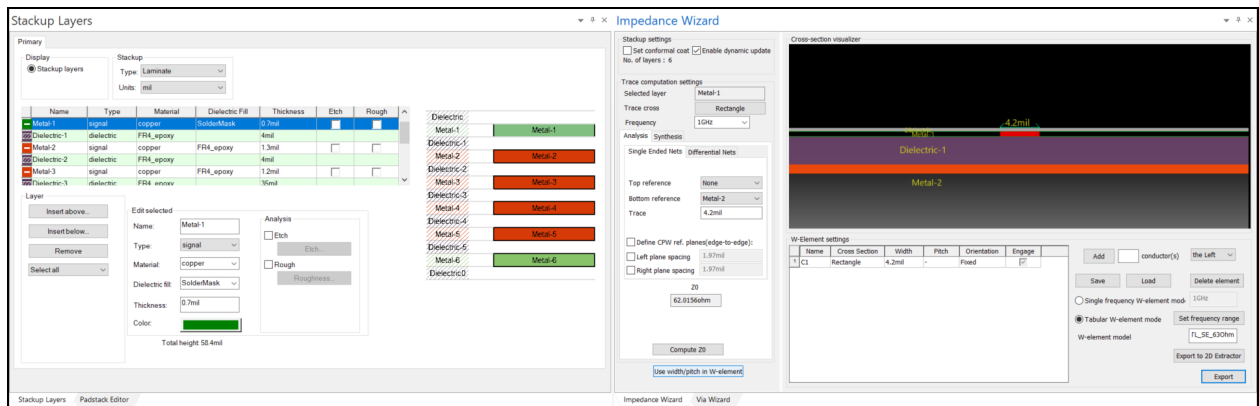 Stackup Layers
Primary
Display
Stackup layers
Stackup
Type: Laminate
Units: mil
Name Type Material Dielectric Fill Thickness Etch Rough
Metal-1 signal copper SolderMask 0.7mil
Dielectric-1 dielectric FR4_epoxy 4mil
Metal-2 signal copper FR4_epoxy 1.3mil
Dielectric-2 dielectric FR4_epoxy 4mil
Metal-3 signal copper FR4_epoxy 1.2mil
Dielectric-3 dielectric FR4_epoxy 35mil
Dielectric
Metal-1 Metal-1
Dielectric-1
Metal-2 Metal-2
Dielectric-2
Metal-3 Metal-3
Dielectric-3
Metal-4 Metal-4
Dielectric-4
Metal-5 Metal-5
Dielectric-5
Metal-6 Metal-6
Dielectric0
Layer
Insert above...
Insert below...
Remove
Select all
Edit selected
Name: Metal-1
Type: signal
Material: copper
Dielectric fill: SolderMask
Thickness: 0.7mil
Color:
Total height 58.4mil
Analysis
Etch
Etch...
Rough
Roughness...
Stackup Layers Padstack Editor
Impedance Wizard
Stackup settings
Set conformal coat Enable dynamic update
No. of layers : 6
Trace computation settings
Selected layer Metal-1
Trace cross Rectangle
Frequency 1GHz
Analysis Synthesis
Single Ended Nets Differential Nets
Top reference None
Bottom reference Metal-2
Trace 4.2mil
Define CPW ref. planes(edge-to-edge):
Left plane spacing 1.97mil
Right plane spacing 1.97mil
Z0
62.0156ohm
Compute Z0
Use width/pitch in W-element
Cross-section visualizer
4.2mil
Metal-1
Dielectric-1
Metal-2
W-Element settings
Name Cross Section Width Pitch Orientation Engage
1 C1 Rectangle 4.2mil - Fixed
Add conductor(s) the Left
Save Load Delete element
Single frequency W-element mode 1GHz
Tabular W-element mode Set frequency range
W-element model TL_SE_63Ohm
Export to 2D Extractor
Export
Impedance Wizard Via Wizard